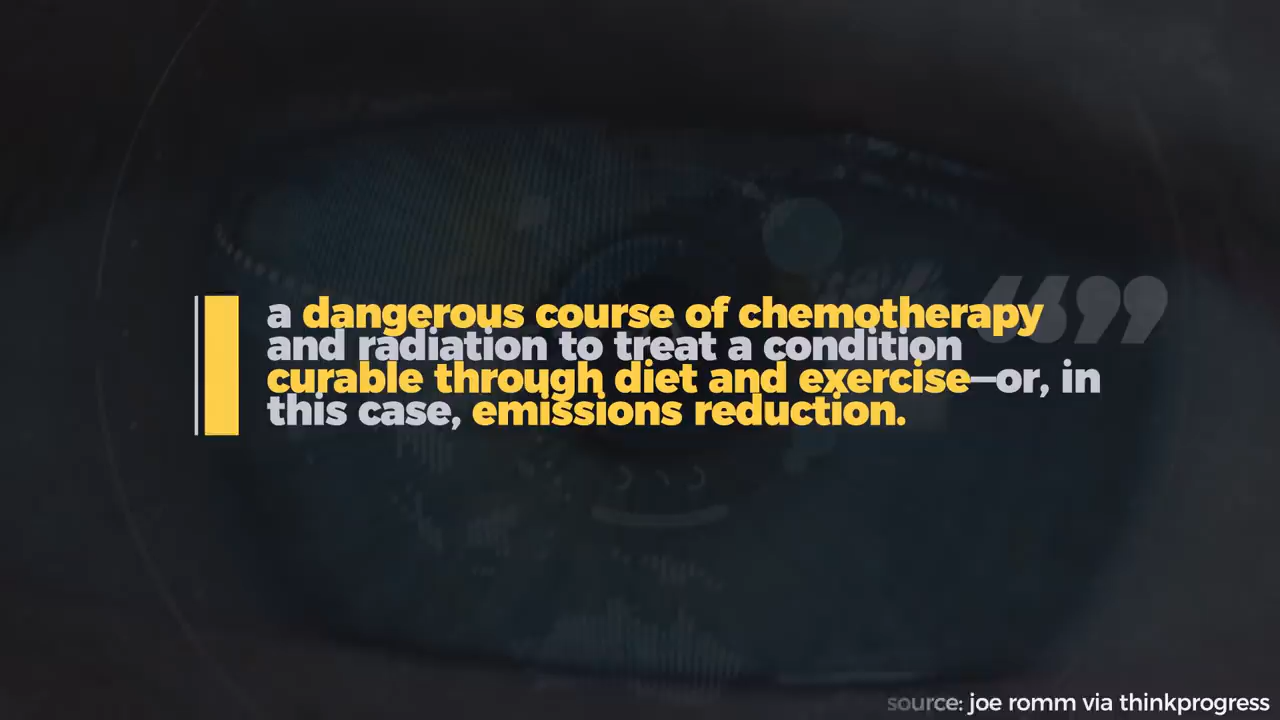 a dangerous course of chemotherapy
and radiation to treat a condition
curable through diet and exercise—or, in
this case, emissions reduction.
source: joe romm via thinkprogress